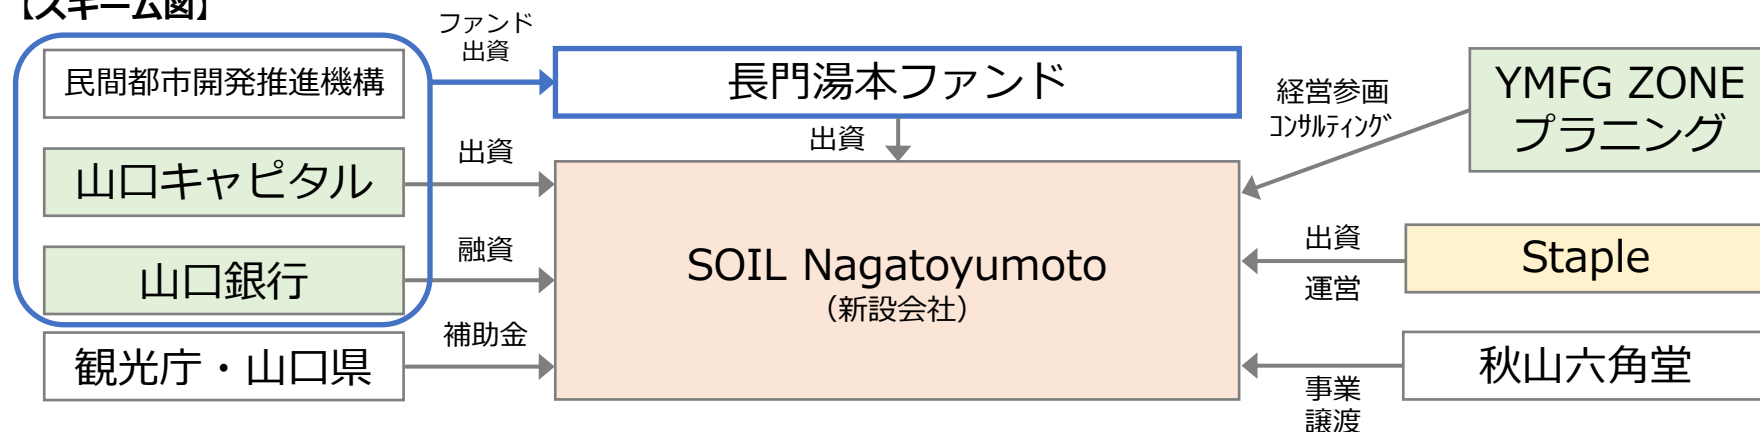 【スキーム図】
ファンド
出資
民間都市開発推進機構
長門湯本ファンド
経営参画
ｺﾝｻﾙﾃｨﾝｸﾞ
YMFG ZONE
プラニング
出資
出資
山口キャピタル
融資
山口銀行
SOIL Nagatoyumoto
（新設会社）
出資
運営
Staple
補助金
観光庁・山口県
事業
譲渡
秋山六角堂